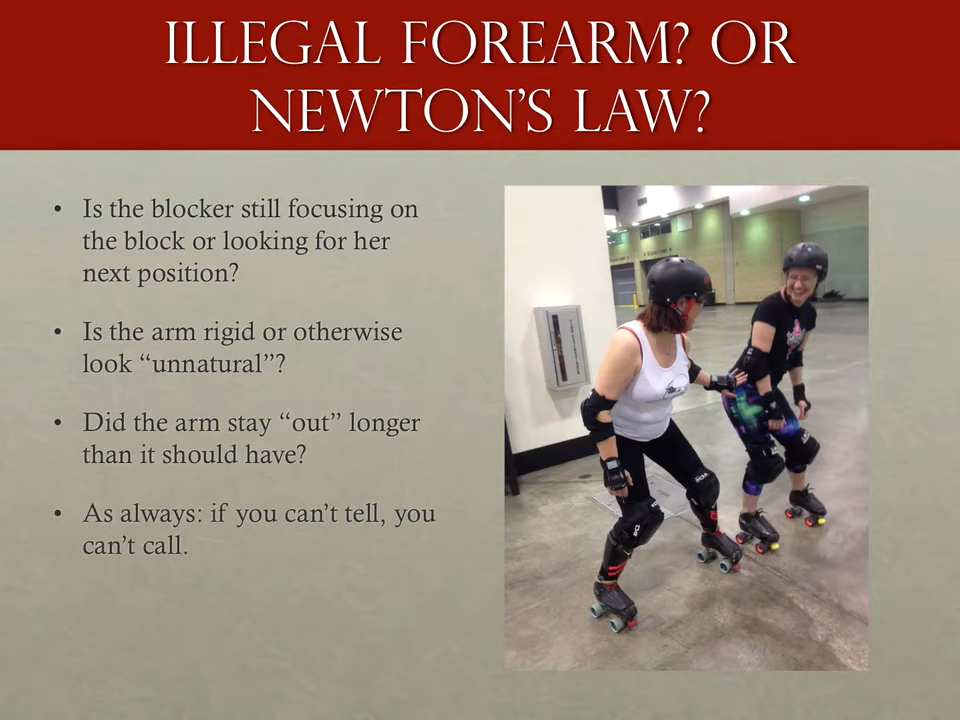 Illegal Forearm? Or
Newton's Law?
• Is the blocker still focusing on
the block or looking for her
next position?
• Is the arm rigid or otherwise
look “unnatural”?
• Did the arm stay “out” longer
than it should have?
• As always: if you can't tell, you
can't call.